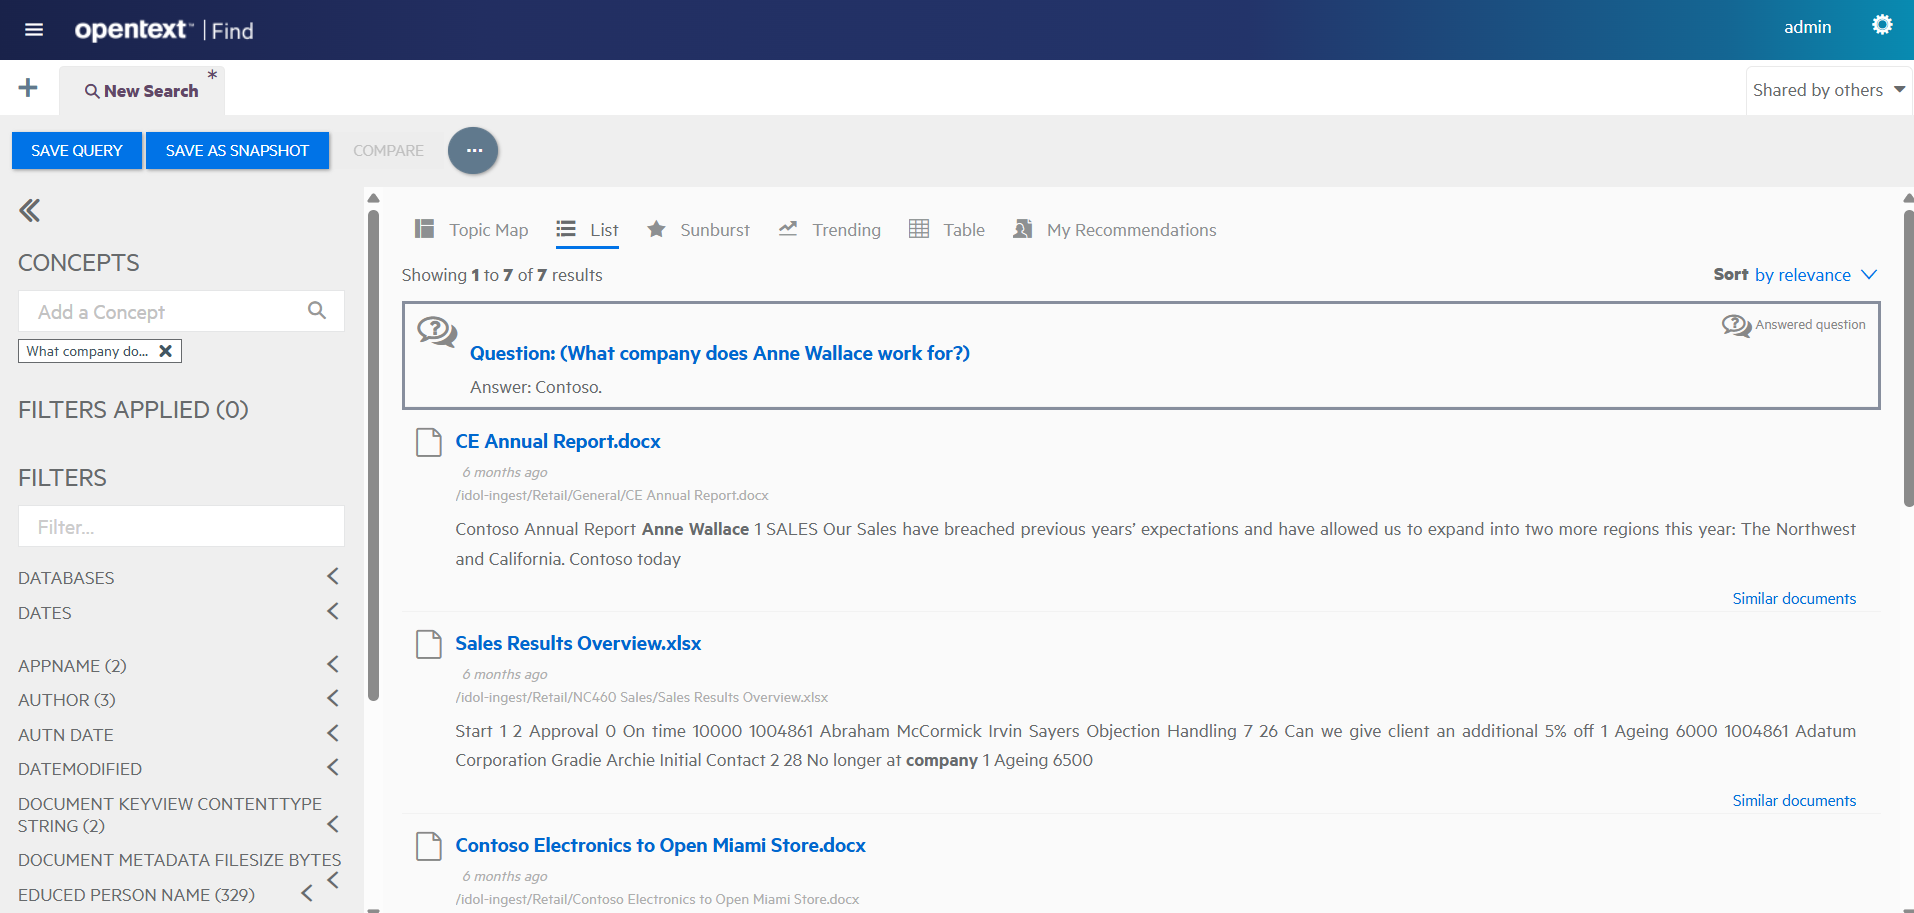 opentext™ | Find
admin
New Search *
Shared by others
SAVE QUERY
SAVE AS SNAPSHOT
COMPARE
...
CONCEPTS
Add a Concept
What company do...
FILTERS APPLIED (0)
FILTERS
Filter...
DATABASES
DATES
APPNAME (2)
AUTHOR (3)
AUTN DATE
DATEMODIFIED
DOCUMENT KEYVIEW CONTENTTYPE
STRING (2)
DOCUMENT METADATA FILESIZE BYTES
EDUCED PERSON NAME (329)
Topic Map
List
Sunburst
Trending
Table
My Recommendations
Showing 1 to 7 of 7 results
Sort by relevance
Answered question
Question: (What company does Anne Wallace work for?)
Answer: Contoso.
CE Annual Report.docx
6 months ago
/idol-ingest/Retail/General/CE Annual Report.docx
Contoso Annual Report Anne Wallace 1 SALES Our Sales have breached previous years’ expectations and have allowed us to expand into two more regions this year: The Northwest
and California. Contoso today
Similar documents
Sales Results Overview.xlsx
6 months ago
/idol-ingest/Retail/NC460 Sales/Sales Results Overview.xlsx
Start 1 2 Approval 0 On time 10000 1004861 Abraham McCormick Irvin Sayers Objection Handling 7 26 Can we give client an additional 5% off 1 Ageing 6000 1004861 Adatum
Corporation Gradie Archie Initial Contact 2 28 No longer at company 1 Ageing 6500
Similar documents
Contoso Electronics to Open Miami Store.docx
6 months ago
/idol-ingest/Retail/Contoso Electronics to Open Miami Store.docx